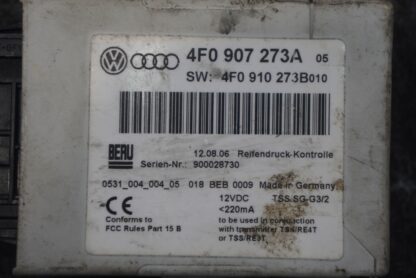 4F0 907 273A 05
SW: 4F0 910 273B010
BERU
12.08.06 Reifendruck-Kontrolle
Serien-Nr.: 900028730
0531_004_004_05 018 BEB 0009 Made in Germany
CE 12VDC TSS SG-G3/2
<220mA
Conforms to to be used in conjunction
FCC Rules Part 15 B with transmitter TSS/RE4T
or TSS/RE3T